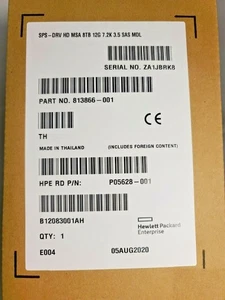 SPS-DRV HD MSA 8TB 12G 7.2K 3.5 SAS MDL
SERIAL NO. ZA1JBRK8
PART NO. 813866-001
TH
MADE IN THAILAND (INCLUDES FOREIGN CONTENT)
HPE RD P/N: P05628-001
B12083001AH
Hewlett Packard
Enterprise
QTY: 1
E004 05AUG2020